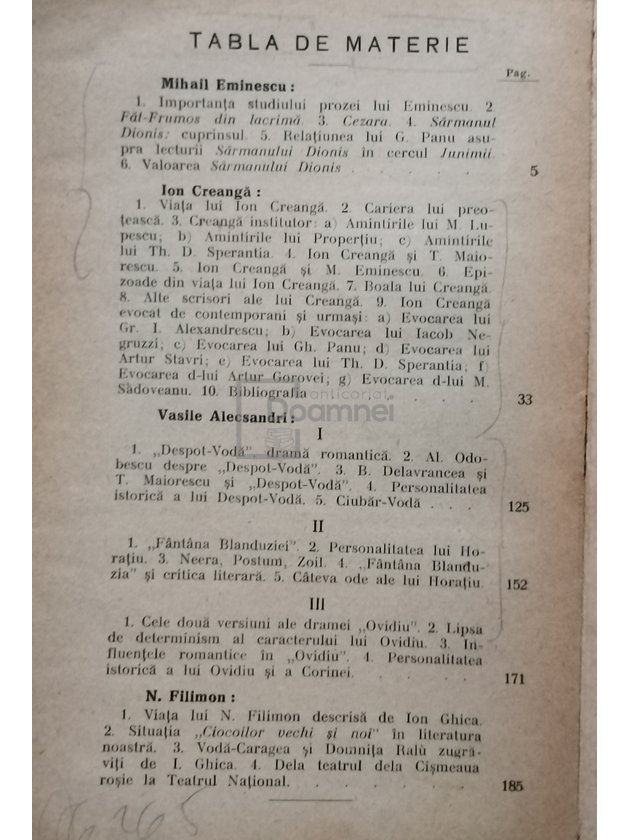 TABLA DE MATERIE
Pag.
Mihail Eminescu :
1. Importanța studiului prozei lui Eminescu. 2
Făt-Frumos din lacrimă. 3. Cezara. 4. Sărmanul
Dionis: cuprinsul. 5. Relațiunea lui G. Panu asu-
pra lecturii Sărmanului Dionis în cercul Junimii.
6. Valoarea Sărmanului Dionis . . . . . 5
Ion Creangă :
1. Viața lui Ion Creangă. 2. Cariera lui preo-
țească. 3. Creangă institutor: a) Amintirile lui M. Lu-
pescu; b) Amintirile lui Properțiu; c) Amintirile
lui Th. D. Sperantia. 4. Ion Creangă și T. Maio-
rescu. 5. Ion Creangă și M. Eminescu. 6. Epi-
zoade din viața lui Ion Creangă. 7. Boala lui Creangă.
8. Alte scrisori ale lui Creangă. 9. Ion Creangă
evocat de contemporani și urmași: a) Evocarea lui
Gr. I. Alexandrescu; b) Evocarea lui Iacob Ne-
gruzzi; c) Evocarea lui Gh. Panu; d) Evocarea lui
Artur Stavri; e) Evocarea lui Th. D. Sperantia; f)
Evocarea d-lui Artur Gorovei; g) Evocarea d-lui M.
Sadoveanu. 10. Bibliografia . . . . . 33
anticariat
Doamnei
Vasile Alecsandri :
I
1. „Despot-Vodă” dramă romantică. 2. Al. Odo-
bescu despre „Despot-Vodă”. 3. B. Delavrancea și
T. Maiorescu și „Despot-Vodă”. 4. Personalitatea
istorică a lui Despot-Vodă. 5. Ciubăr-Vodă . . . 125
II
1. „Fântâna Blanduziei”. 2. Personalitatea lui Ho-
rațiu. 3. Neera, Postum, Zoil. 4. „Fântâna Blandu-
zia” și critica literară. 5. Câteva ode ale lui Horațiu. 152
III
1. Cele două versiuni ale dramei „Ovidiu”. 2. Lipsa
de determinism al caracterului lui Ovidiu. 3. In-
fluențele romantice în „Ovidiu”. 4. Personalitatea
istorică a lui Ovidiu și a Corinei. . . . . 171
N. Filimon :
1. Viața lui N. Filimon descrisă de Ion Ghica.
2. Situația „Ciocoilor vechi și noi” în literatura
noastră. 3. Vodă-Caragea și Domnița Ralù zugră-
viți de I. Ghica. 4. Dela teatrul dela Cișmeaua
roșie la Teatrul Național. . . . . . 185